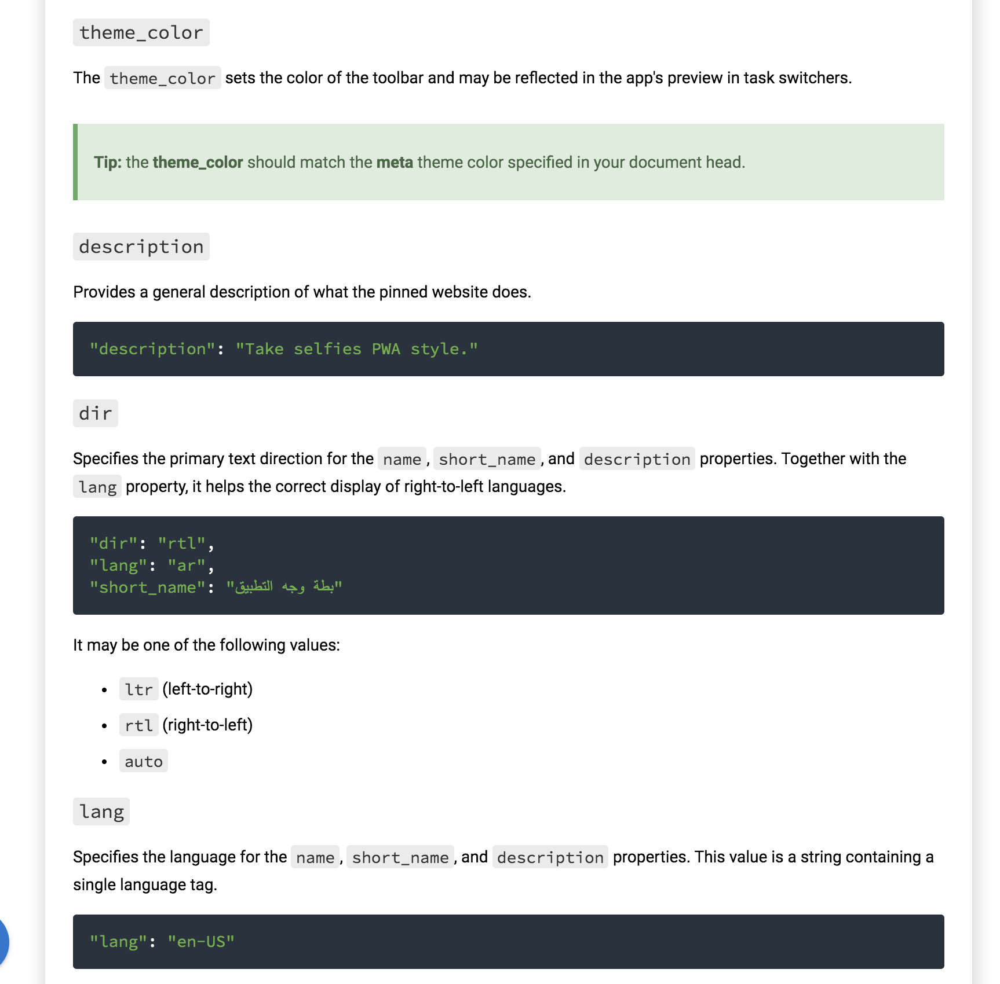 theme_color
The theme_color sets the color of the toolbar and may be reflected in the app's preview in task switchers.
Tip: the theme_color should match the meta theme color specified in your document head.
description
Provides a general description of what the pinned website does.
"description": "Take selfies PWA style."
dir
Specifies the primary text direction for the name, short_name, and description properties. Together with the
lang property, it helps the correct display of right-to-left languages.
"dir": "rtl",
"lang": "ar",
"short_name": "بطة وجه التطبيق"
It may be one of the following values:
• ltr (left-to-right)
• rtl (right-to-left)
• auto
lang
Specifies the language for the name, short_name, and description properties. This value is a string containing a
single language tag.
"lang": "en-US"